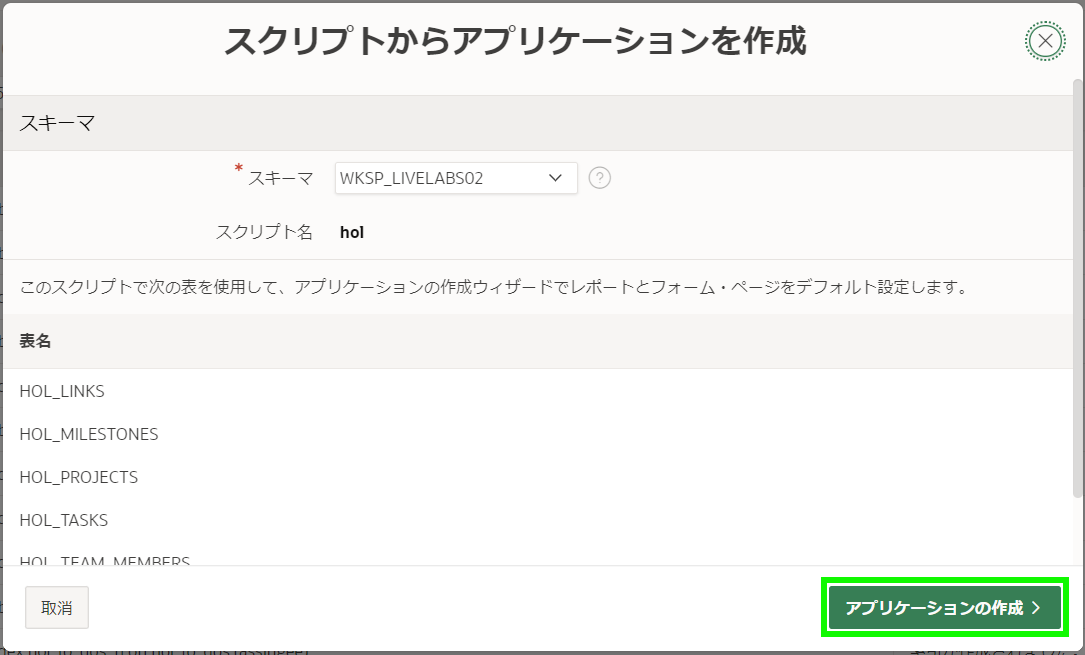 スクリプトからアプリケーションを作成
スキーマ
* スキーマ WKSP_LIVELABS02 ?
スクリプト名 hol
このスクリプトで次の表を使用して、アプリケーションの作成ウィザードでレポートとフォーム・ページをデフォルト設定します。
表名
HOL_LINKS
HOL_MILESTONES
HOL_PROJECTS
HOL_TASKS
HOL_TEAM_MEMBERS
取消
アプリケーションの作成